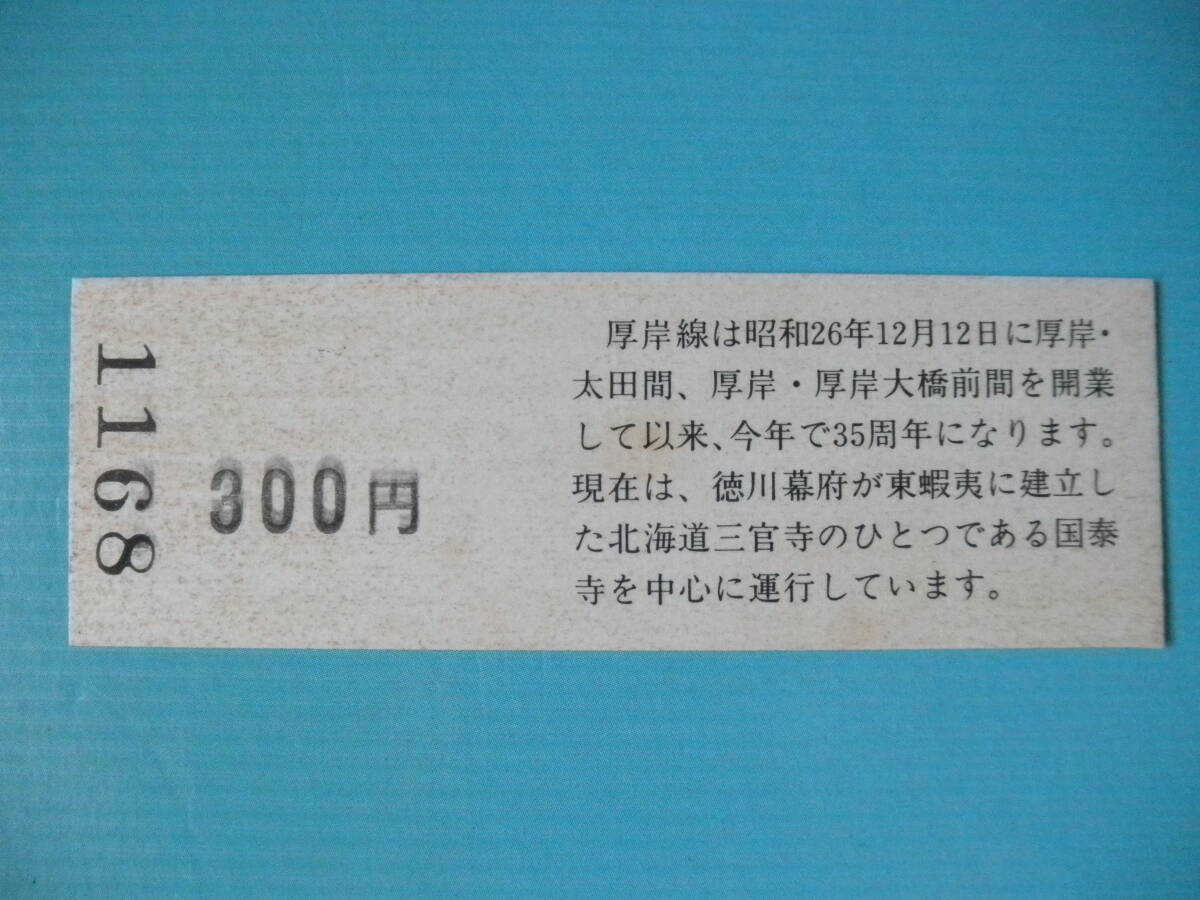 1168
300円
厚岸線は昭和26年12月12日に厚岸・
太田間、厚岸・厚岸大橋前間を開業
して以来、今年で35周年になります。
現在は、徳川幕府が東蝦夷に建立し
た北海道三官寺のひとつである国泰
寺を中心に運行しています。